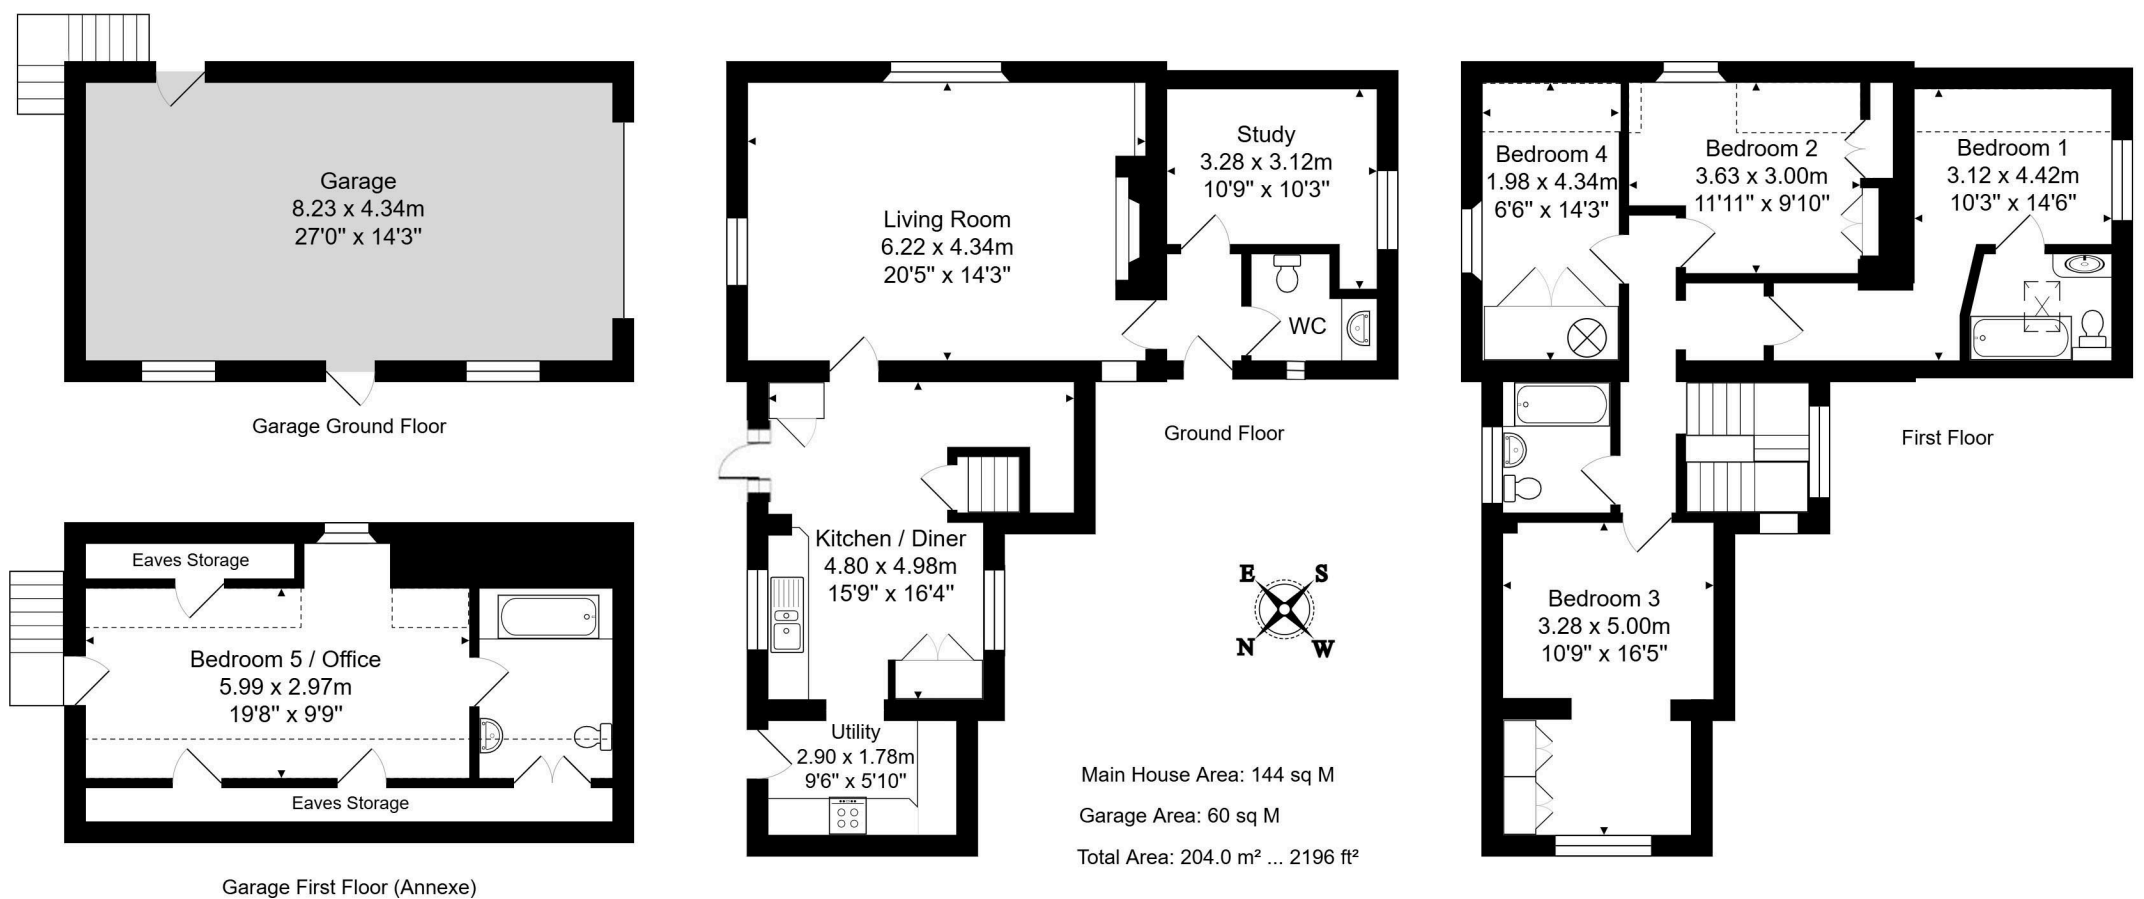 Garage
8.23 x 4.34m
27'0" x 14'3"
Garage Ground Floor
Eaves Storage
Bedroom 5 / Office
5.99 x 2.97m
19'8" x 9'9"
Eaves Storage
Garage First Floor (Annexe)
Living Room
6.22 x 4.34m
20'5" x 14'3"
Study
3.28 x 3.12m
10'9" x 10'3"
WC
Ground Floor
Kitchen / Diner
4.80 x 4.98m
15'9" x 16'4"
Utility
2.90 x 1.78m
9'6" x 5'10"
E
S
N
W
Main House Area: 144 sq M
Garage Area: 60 sq M
Total Area: 204.0 m² ... 2196 ft²
Bedroom 4
1.98 x 4.34m
6'6" x 14'3"
Bedroom 2
3.63 x 3.00m
11'11" x 9'10"
Bedroom 1
3.12 x 4.42m
10'3" x 14'6"
First Floor
Bedroom 3
3.28 x 5.00m
10'9" x 16'5"